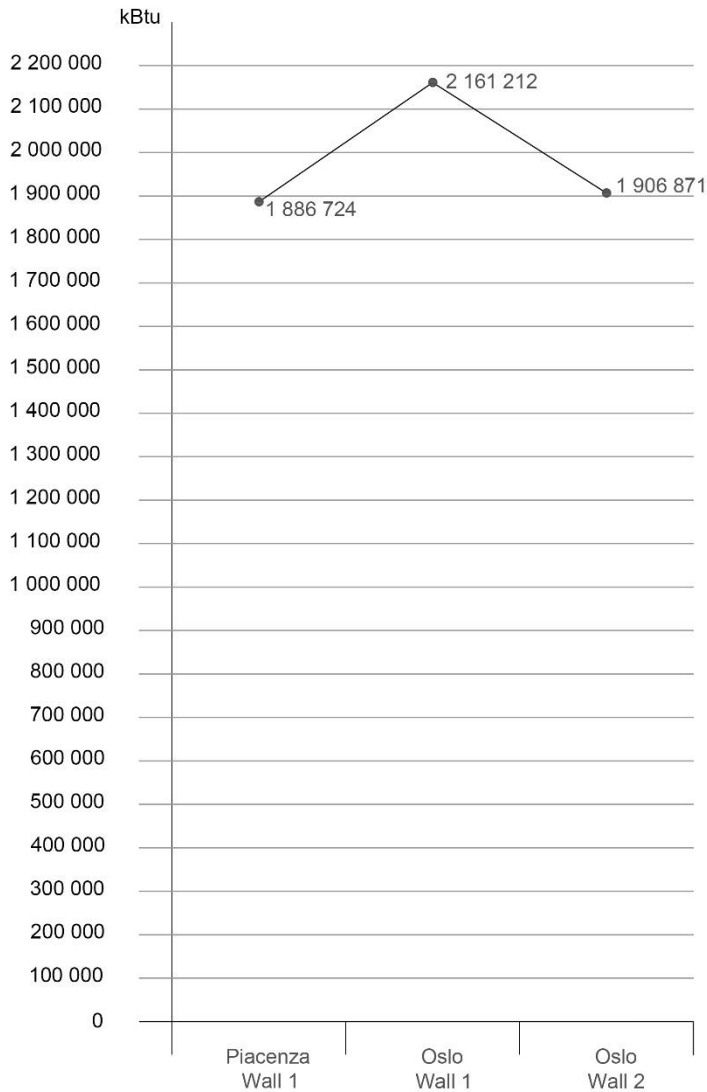 kBtu
2 200 000
2 161 212
2 100 000
2 000 000
1 900 000
1 906 871
1 886 724
1 800 000
1 700 000
1 600 000
1 500 000
1 400 000
1 300 000
1 200 000
1 100 000
1 000 000
900 000
800 000
700 000
600 000
500 000
400 000
300 000
200 000
100 000
0
Piacenza
Wall 1
Oslo
Wall 1
Oslo
Wall 2